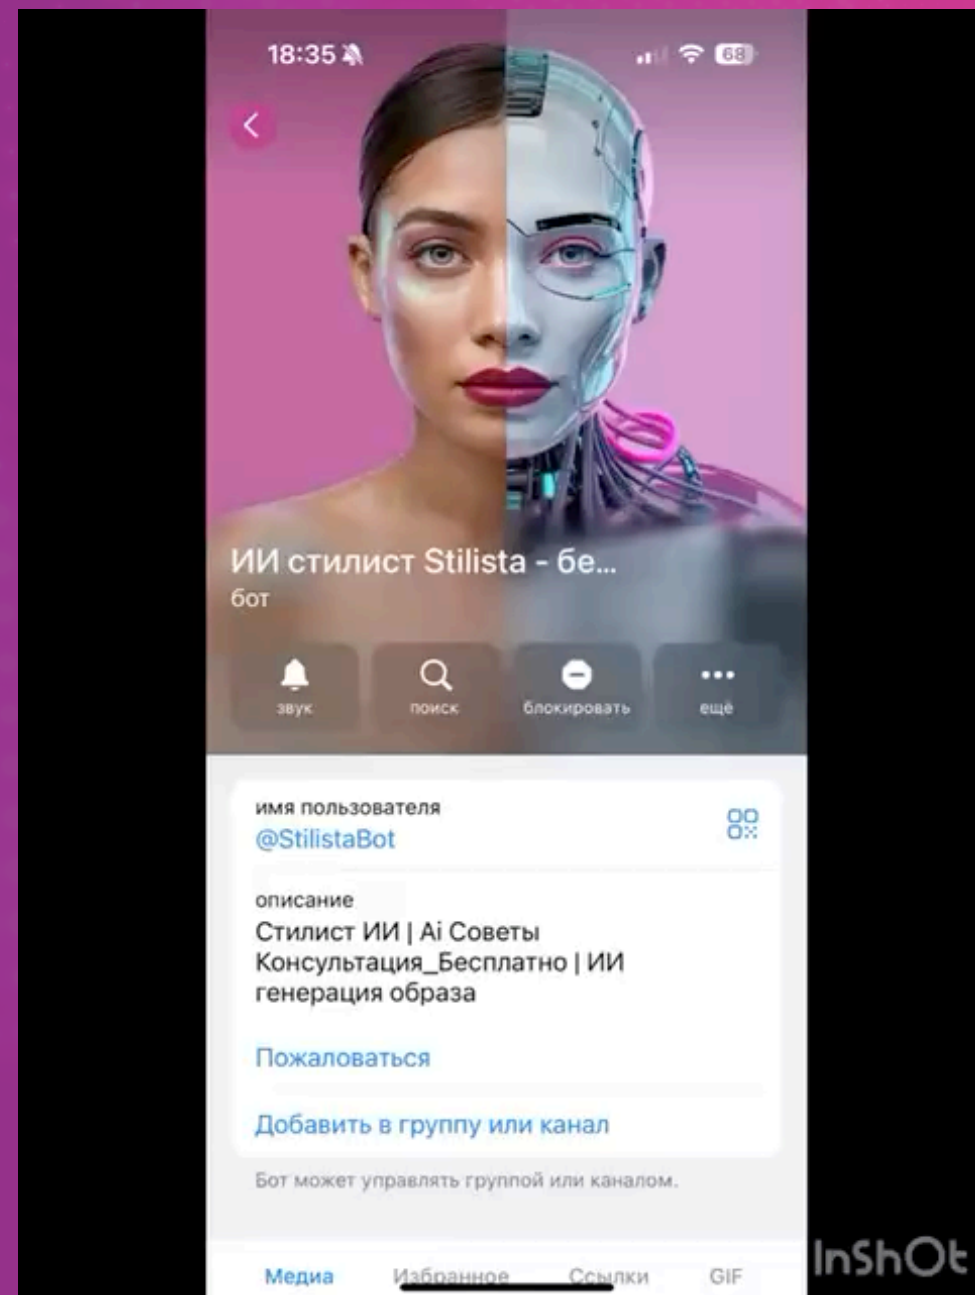 18:35
68
ИИ стилист Stilista - бе...
бот
звук
поиск
блокировать
ещё
имя пользователя
@StilistaBot
описание
Стилист ИИ | Ai Советы
Консультация_Бесплатно | ИИ
генерация образа
Пожаловаться
Добавить в группу или канал
Бот может управлять группой или каналом.
Медиа
Избранное
Ссылки
GIF
InShOt